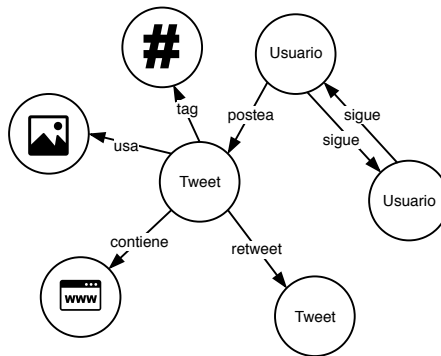 #
Usuario
tag
postea
sigue
usa
sigue
Tweet
Usuario
contiene
retweet
www
Tweet